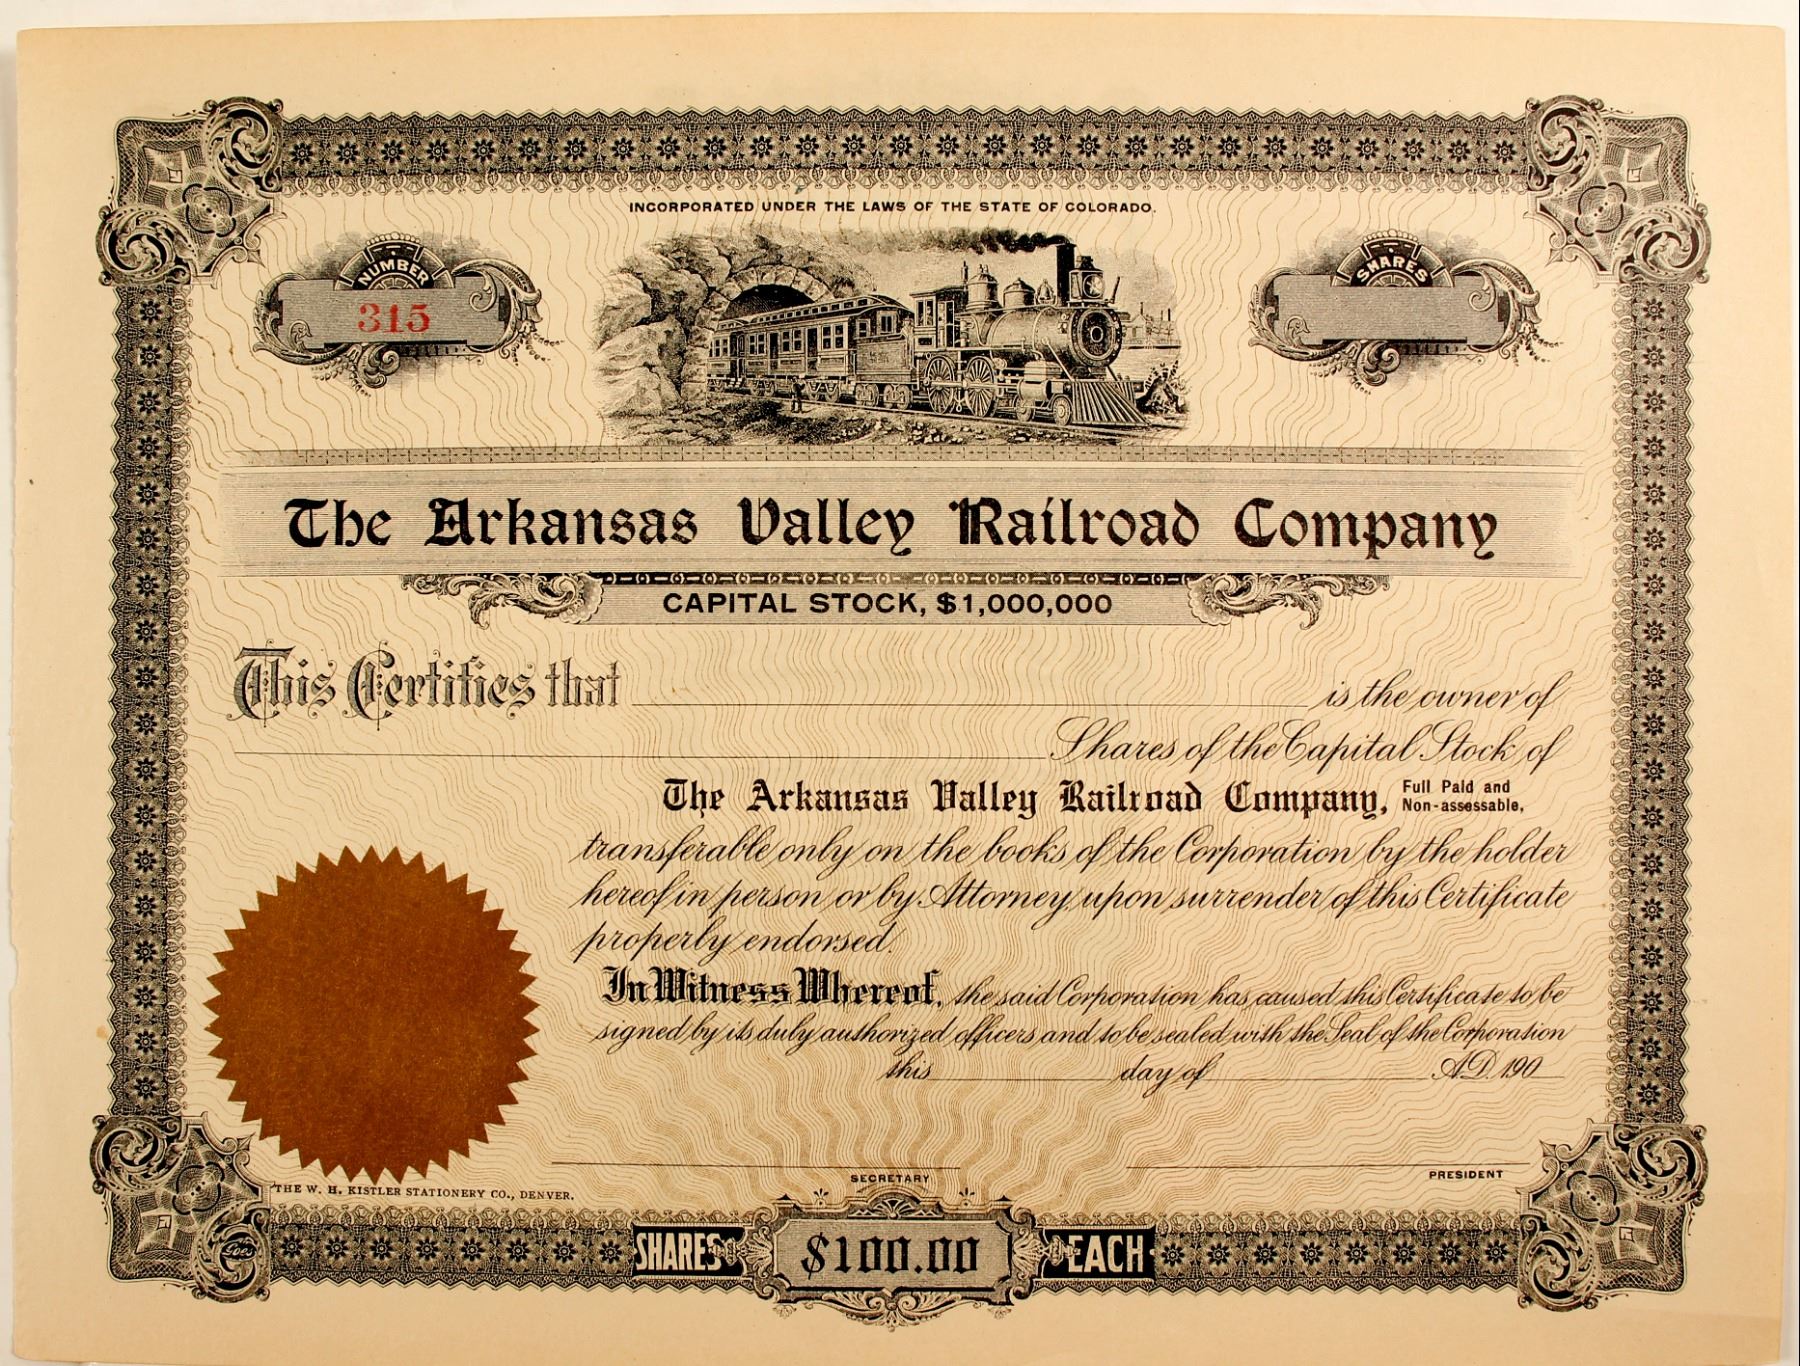 INCORPORATED UNDER THE LAWS OF THE STATE OF COLORADO.
NUMBER
315
SHARES
The Arkansas Valley Railroad Company
CAPITAL STOCK, $1,000,000
This Certifies that is the owner of
Shares of the Capital Stock of
The Arkansas Valley Railroad Company, Full Paid and
Non-assessable,
transferable only on the books of the Corporation by the holder
hereof in person or by Attorney, upon surrender of this Certificate
properly endorsed.
In Witness Whereof, the said Corporation has caused this Certificate to be
signed by its duly authorized officers and to be sealed with the Seal of the Corporation
this day of A.D. 190
SECRETARY
PRESIDENT
THE W. H. KISTLER STATIONERY CO., DENVER.
Goes
SHARES $100.00 EACH